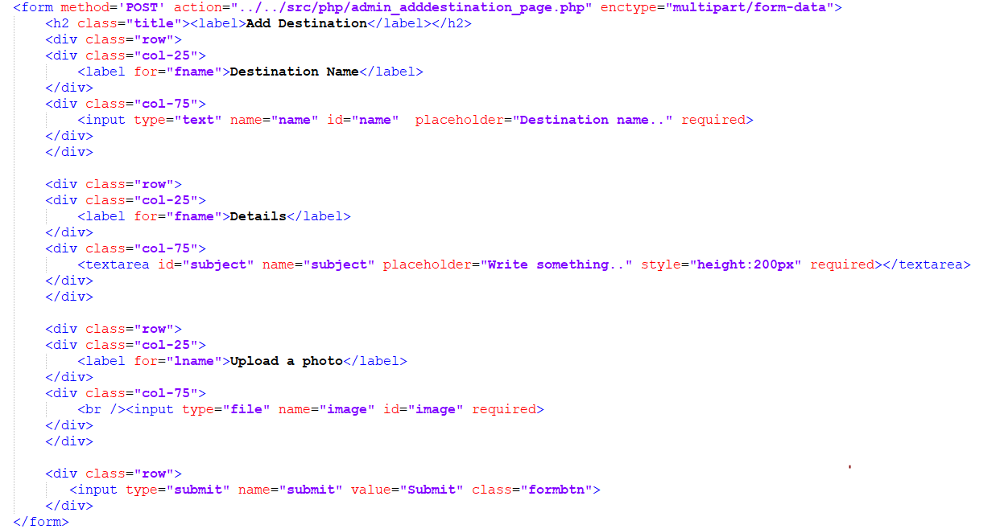 <form method='POST' action="../../src/php/admin_adddestination_page.php" enctype="multipart/form-data">
    <h2 class="title"><label>Add Destination</label></h2>
    <div class="row">
    <div class="col-25">
        <label for="fname">Destination Name</label>
    </div>
    <div class="col-75">
        <input type="text" name="name" id="name"  placeholder="Destination name.." required>
    </div>
    </div>

    <div class="row">
    <div class="col-25">
        <label for="fname">Details</label>
    </div>
    <div class="col-75">
        <textarea id="subject" name="subject" placeholder="Write something.." style="height:200px" required></textarea>
    </div>
    </div>

    <div class="row">
    <div class="col-25">
        <label for="lname">Upload a photo</label>
    </div>
    <div class="col-75">
        <br /><input type="file" name="image" id="image" required>
    </div>
    </div>

    <div class="row">
       <input type="submit" name="submit" value="Submit" class="formbtn">
    </div>
</form>